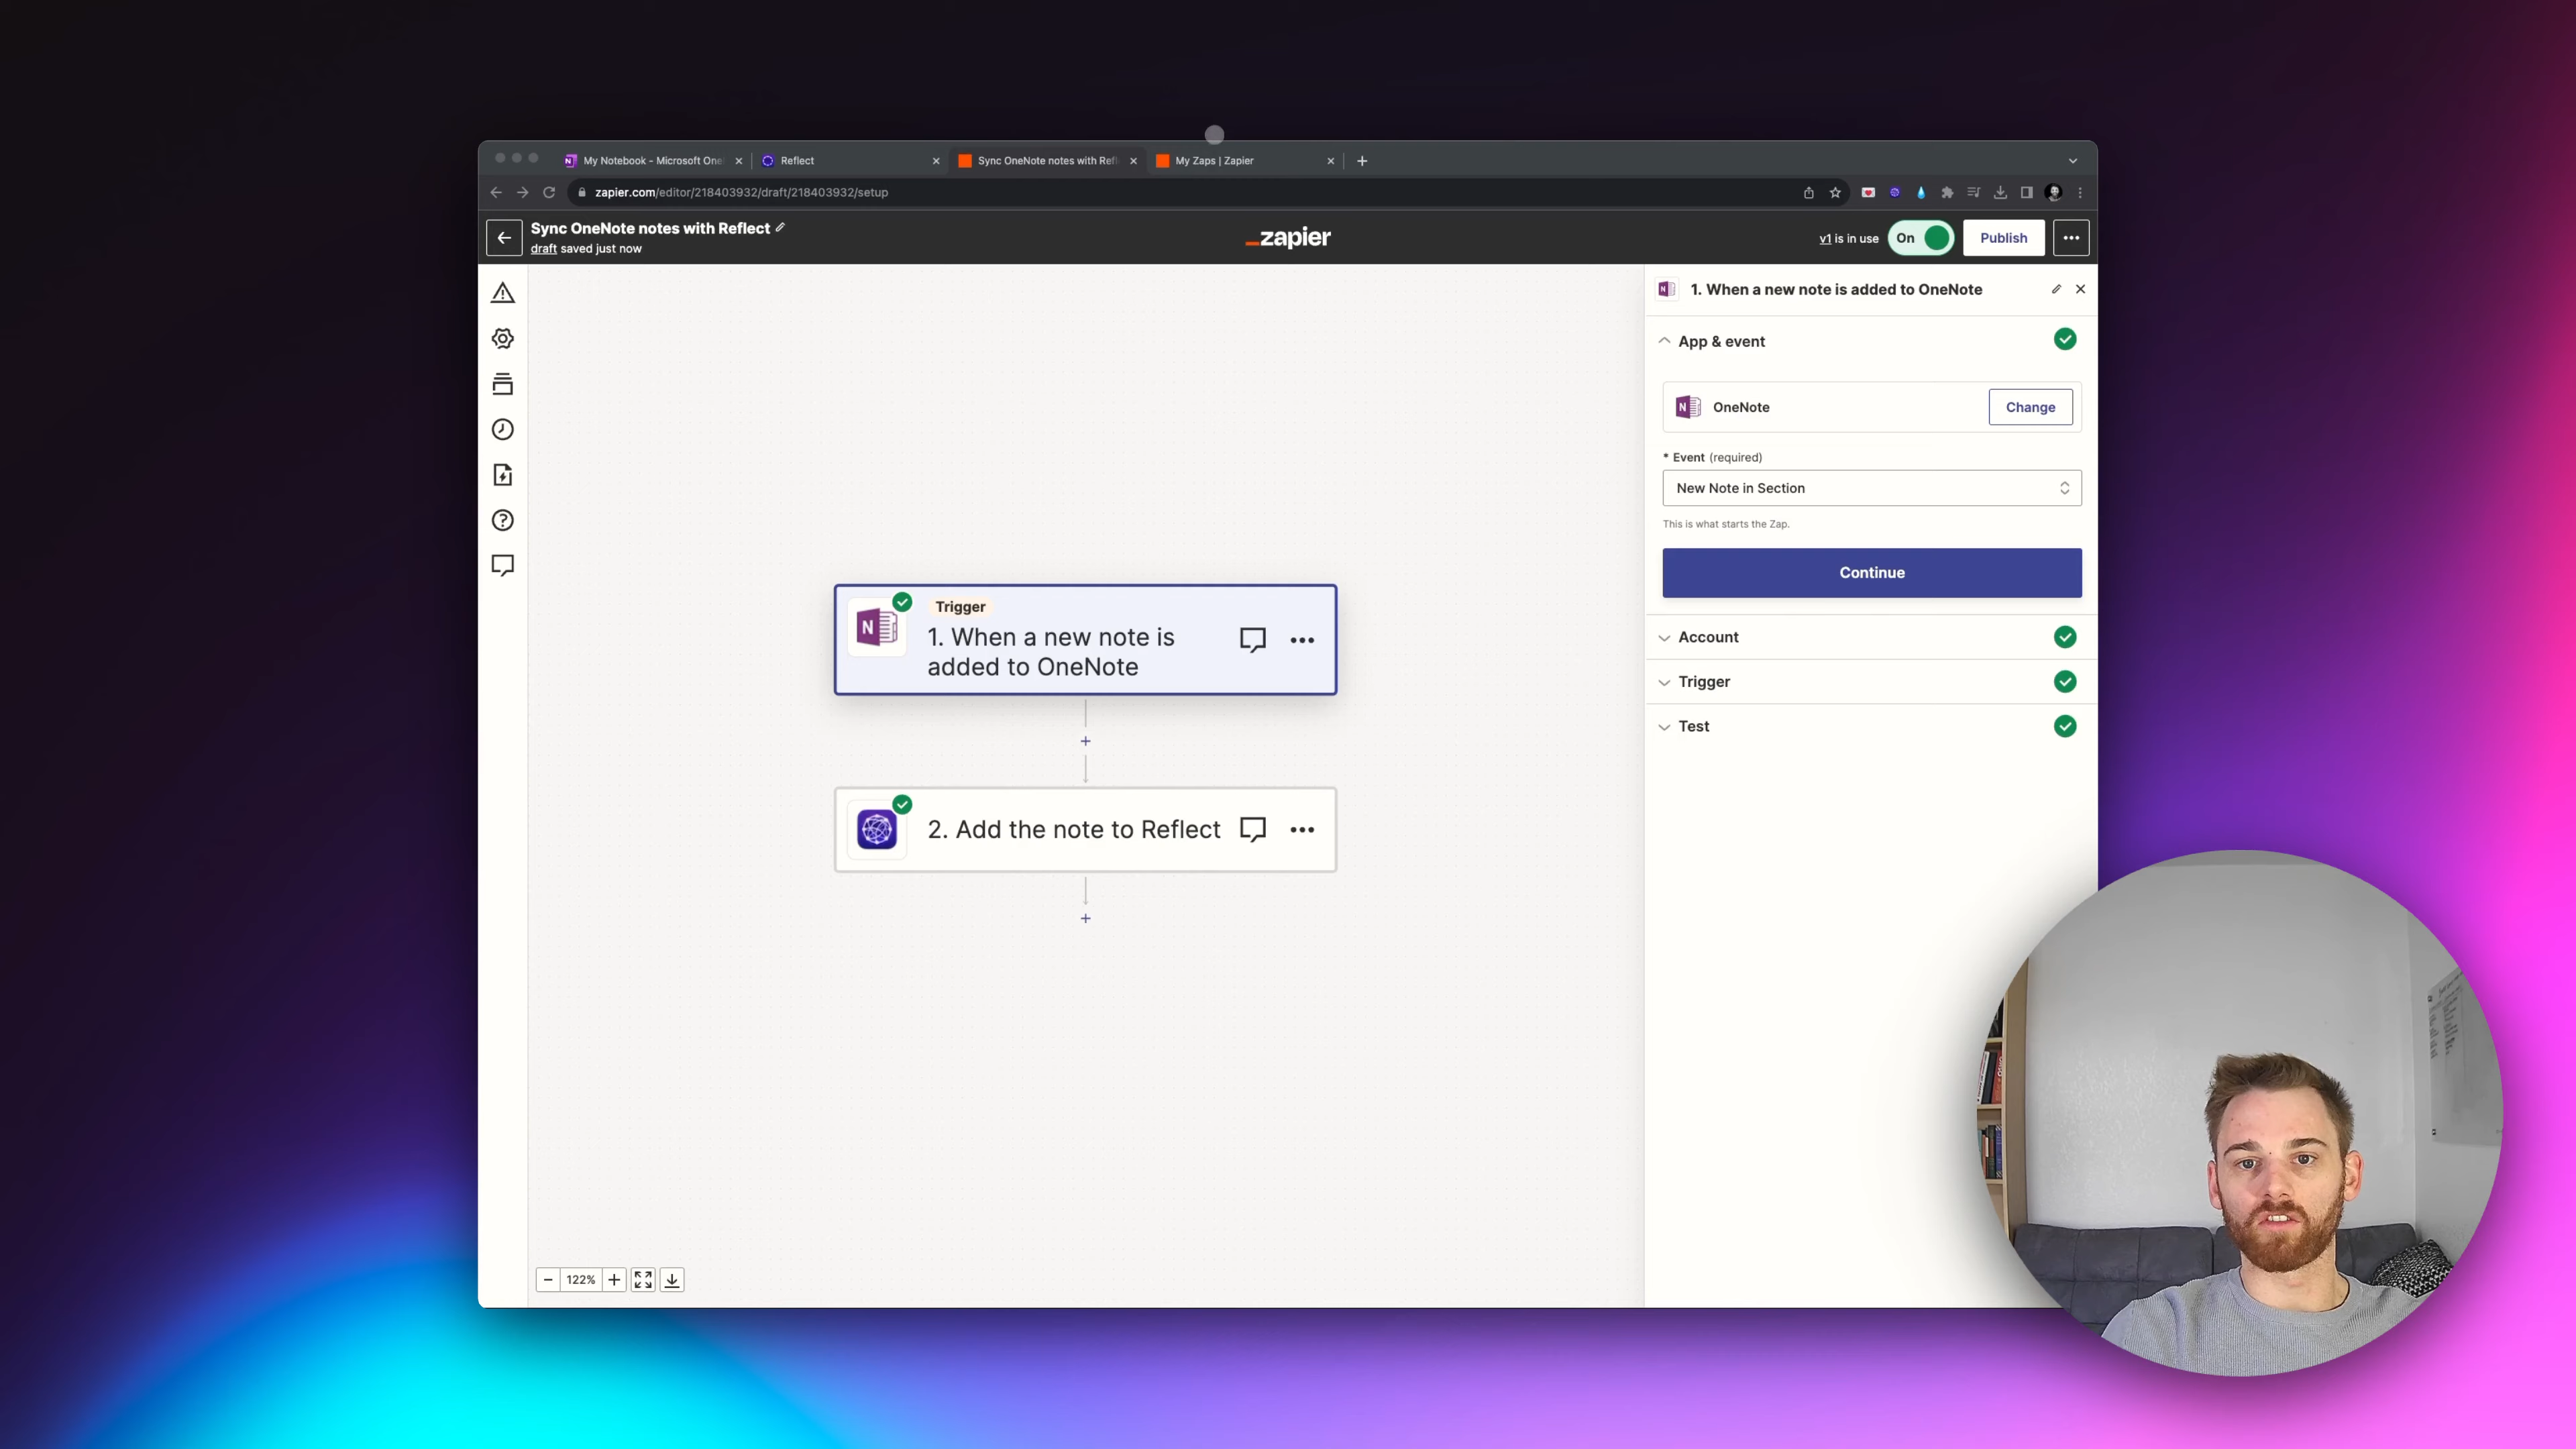 My Notebook - Microsoft One
Reflect
Sync OneNote notes with Refl
My Zaps | Zapier
zapier.com/editor/218403932/draft/218403932/setup
Sync OneNote notes with Reflect
draft saved just now
zapier
v1 is in use
On
Publish
1. When a new note is added to OneNote
App & event
OneNote
Change
* Event (required)
New Note in Section
This is what starts the Zap.
Continue
Account
Trigger
Test
Trigger
1. When a new note is
added to OneNote
2. Add the note to Reflect
122%